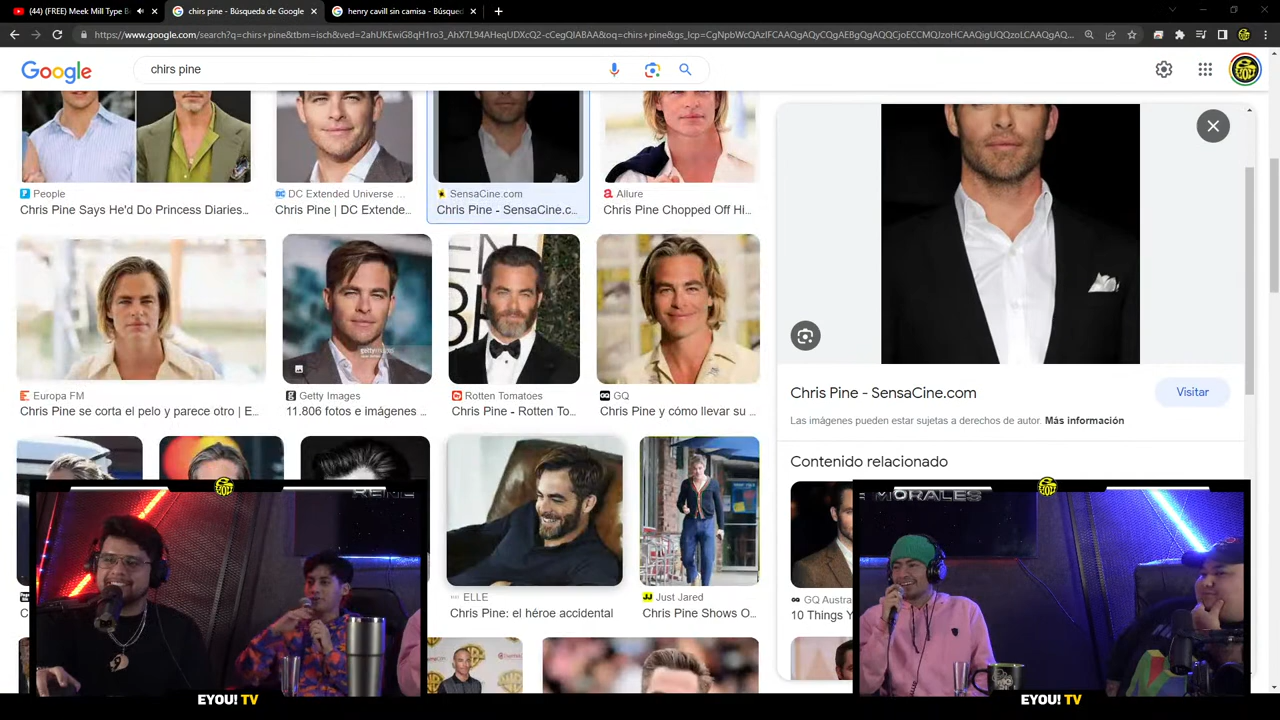 (44) (FREE) Meek Mill Type B
chirs pine - Búsqueda de Google
henry cavill sin camisa - Búsqued
https://www.google.com/search?q=chirs+pine&tbm=isch&ved=2ahUKEwiG8qH1ro3_AhX7L94AHeqUDXcQ2-cCegQIABAA&oq=chirs+pine&gs_lcp=CgNpbWcQAzIFCAAQgAQyCQgAEBgQgAQQCjoECCMQJzoHCAAQigUQQzoLCAAQgA...
Google
chirs pine
People
Chris Pine Says He'd Do Princess Diaries...
DC Extended Universe ...
Chris Pine | DC Extende...
SensaCine.com
Chris Pine - SensaCine.c...
Allure
Chris Pine Chopped Off Hi...
Europa FM
Chris Pine se corta el pelo y parece otro | E...
gettyimages
Getty Images
11.806 fotos e imágenes ...
Rotten Tomatoes
Chris Pine - Rotten To...
GQ
Chris Pine y cómo llevar su ...
Chris Pine - SensaCine.com
Visitar
Las imágenes pueden estar sujetas a derechos de autor. Más información
Contenido relacionado
ELLE
Chris Pine: el héroe accidental
Just Jared
Chris Pine Shows O...
GQ Austra
10 Things Y
MORALES
EYOU! TV
EYOU! TV